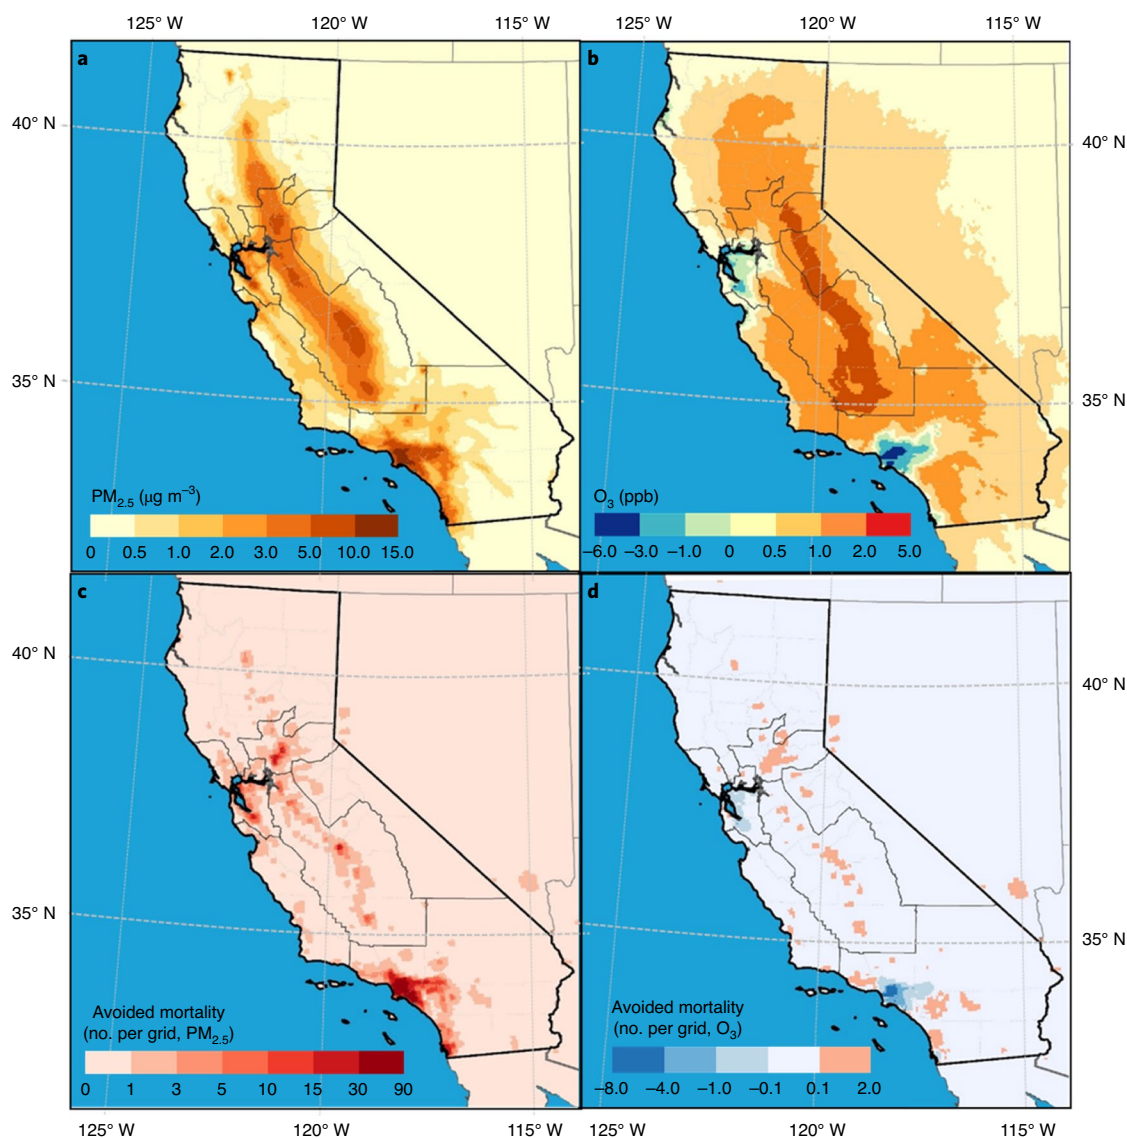 125° W 120° W 115° W 125° W 120° W 115° W
a b
40° N 40° N
35° N 35° N
PM2.5 (μg m–3) O3 (ppb)
0 0.5 1.0 2.0 3.0 5.0 10.0 15.0 –6.0 –3.0 –1.0 0 0.5 1.0 2.0 5.0
c d
40° N 40° N
35° N 35° N
Avoided mortality
(no. per grid, PM2.5)
0 1 3 5 10 15 30 90
Avoided mortality
(no. per grid, O3)
–8.0 –4.0 –1.0 –0.1 0.1 2.0
125° W 120° W 115° W 125° W 120° W 115° W